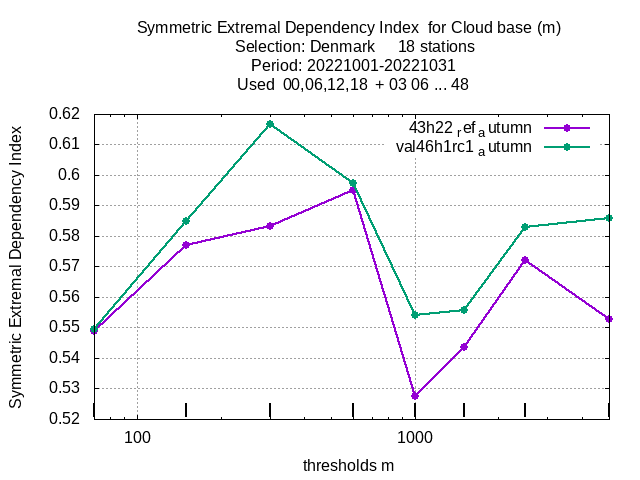 Symmetric Extremal Dependency Index  for Cloud base (m)
Selection: Denmark     18 stations
Period: 20221001-20221031
Used  00,06,12,18  + 03 06 ... 48
Symmetric Extremal Dependency Index
0.62
0.61
0.6
0.59
0.58
0.57
0.56
0.55
0.54
0.53
0.52
43h22 refautumn
val46h1rc1 autumn
100
1000
thresholds m